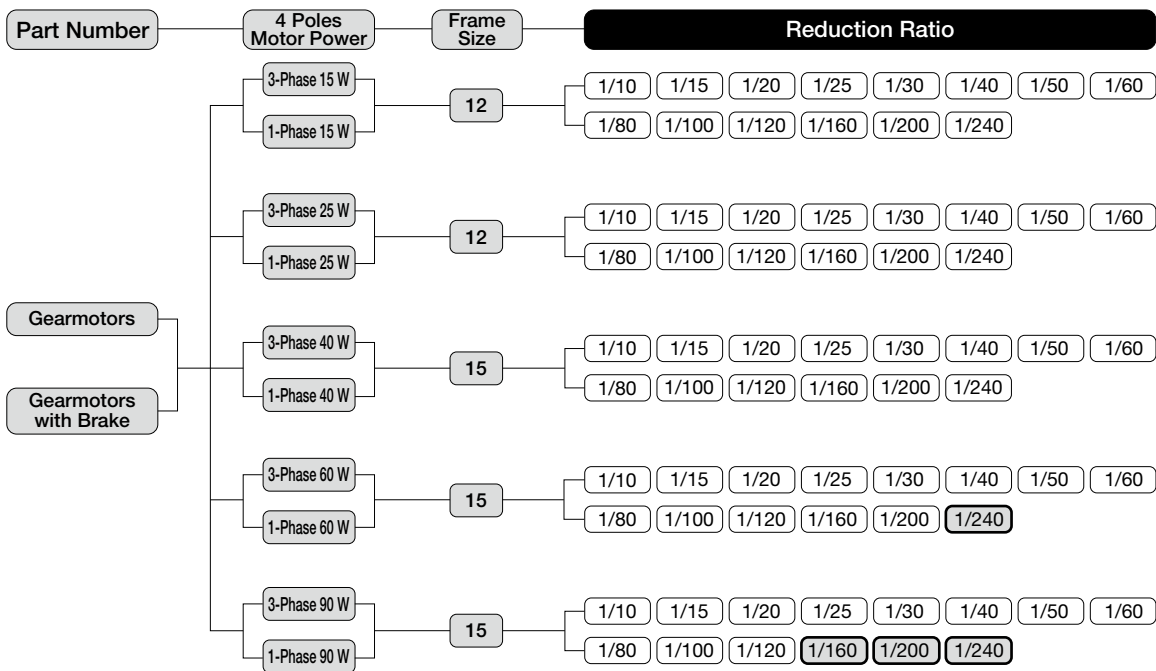 Part Number
4 Poles
Motor Power
Frame
Size
Reduction Ratio
3-Phase 15 W
1-Phase 15 W
12
1/10 1/15 1/20 1/25 1/30 1/40 1/50 1/60
1/80 1/100 1/120 1/160 1/200 1/240
3-Phase 25 W
1-Phase 25 W
12
1/10 1/15 1/20 1/25 1/30 1/40 1/50 1/60
1/80 1/100 1/120 1/160 1/200 1/240
Gearmotors
Gearmotors
with Brake
3-Phase 40 W
1-Phase 40 W
15
1/10 1/15 1/20 1/25 1/30 1/40 1/50 1/60
1/80 1/100 1/120 1/160 1/200 1/240
3-Phase 60 W
1-Phase 60 W
15
1/10 1/15 1/20 1/25 1/30 1/40 1/50 1/60
1/80 1/100 1/120 1/160 1/200 1/240
3-Phase 90 W
1-Phase 90 W
15
1/10 1/15 1/20 1/25 1/30 1/40 1/50 1/60
1/80 1/100 1/120 1/160 1/200 1/240